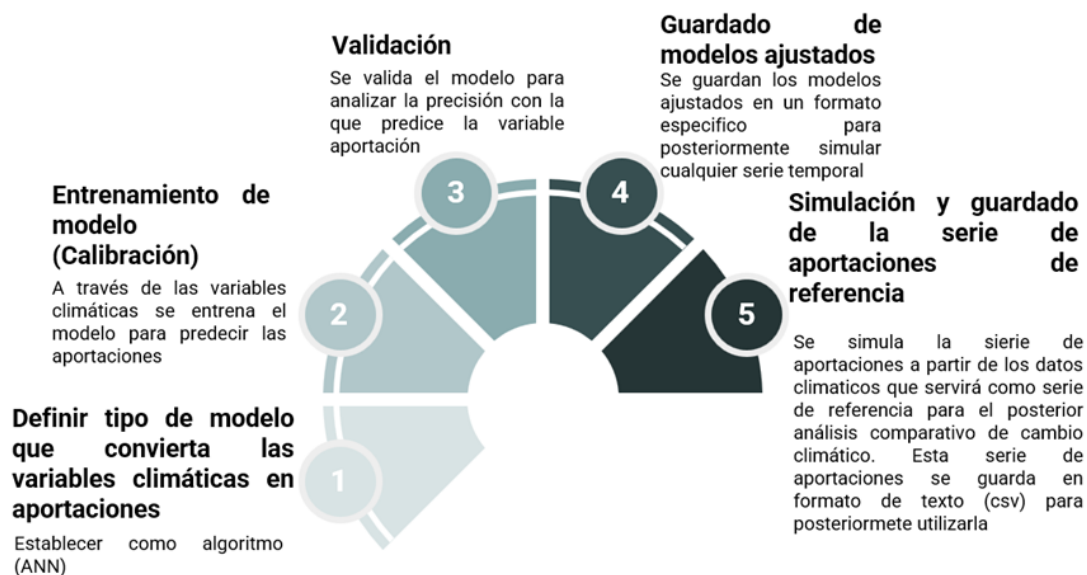 Definir tipo de modelo
que convierta las
variables climáticas en
aportaciones
Establecer como algoritmo
(ANN)
1
Entrenamiento de
modelo
(Calibración)
A través de las variables
climáticas se entrena el
modelo para predecir las
aportaciones
2
Validación
Se valida el modelo para
analizar la precisión con la
que predice la variable
aportación
3
Guardado de
modelos ajustados
Se guardan los modelos
ajustados en un formato
especifico para
posteriormente simular
cualquier serie temporal
4
Simulación y guardado
de la serie de
aportaciones de
referencia
Se simula la sierie de
aportaciones a partir de los datos
climaticos que servirá como serie
de referencia para el posterior
análisis comparativo de cambio
climático. Esta serie de
aportaciones se guarda en
formato de texto (csv) para
posteriormete utilizarla
5